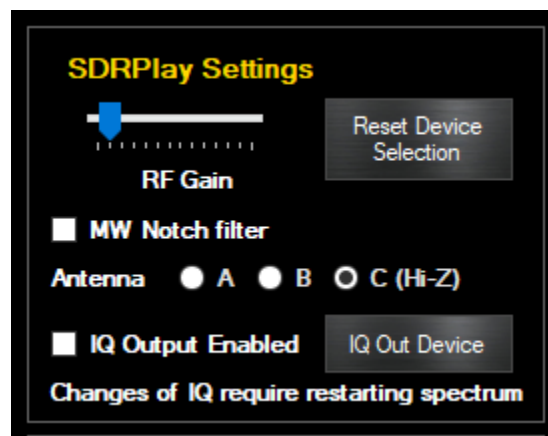 SDRPlay Settings
Reset Device
Selection
RF Gain
MW Notch filter
Antenna A B C (Hi-Z)
IQ Output Enabled
IQ Out Device
Changes of IQ require restarting spectrum